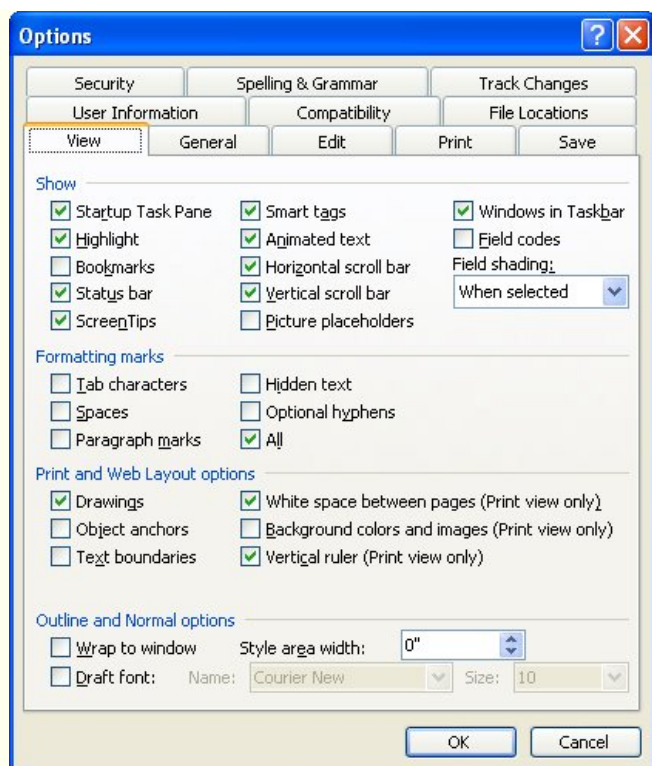 Options
Security Spelling & Grammar Track Changes
User Information Compatibility File Locations
View General Edit Print Save
Show
Startup Task Pane Smart tags Windows in Taskbar
Highlight Animated text Field codes
Bookmarks Horizontal scroll bar Field shading:
Status bar Vertical scroll bar When selected
ScreenTips Picture placeholders
Formatting marks
Tab characters Hidden text
Spaces Optional hyphens
Paragraph marks All
Print and Web Layout options
Drawings White space between pages (Print view only)
Object anchors Background colors and images (Print view only)
Text boundaries Vertical ruler (Print view only)
Outline and Normal options
Wrap to window Style area width: 0"
Draft font: Name: Courier New Size: 10
OK Cancel